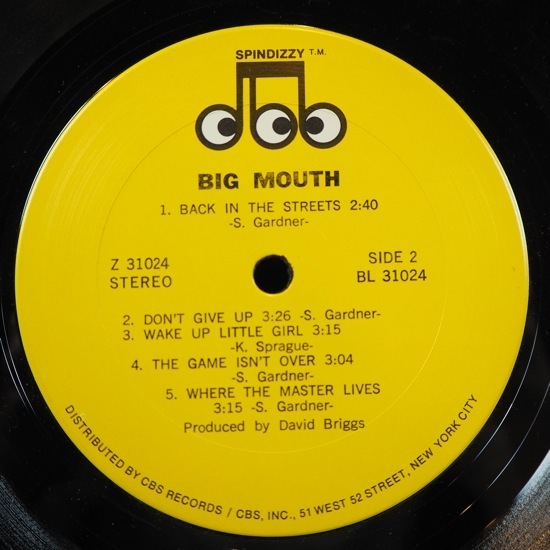 SPINDIZZY T.M.
BIG MOUTH
1. BACK IN THE STREETS 2:40
-S. Gardner-
Z 31024
STEREO
SIDE 2
BL 31024
2. DON'T GIVE UP 3:26 -S. Gardner-
3. WAKE UP LITTLE GIRL 3:15
-K. Sprague-
4. THE GAME ISN'T OVER 3:04
-S. Gardner-
5. WHERE THE MASTER LIVES
3:15 -S. Gardner-
Produced by David Briggs
DISTRIBUTED BY CBS RECORDS / CBS, INC., 51 WEST 52 STREET, NEW YORK CITY